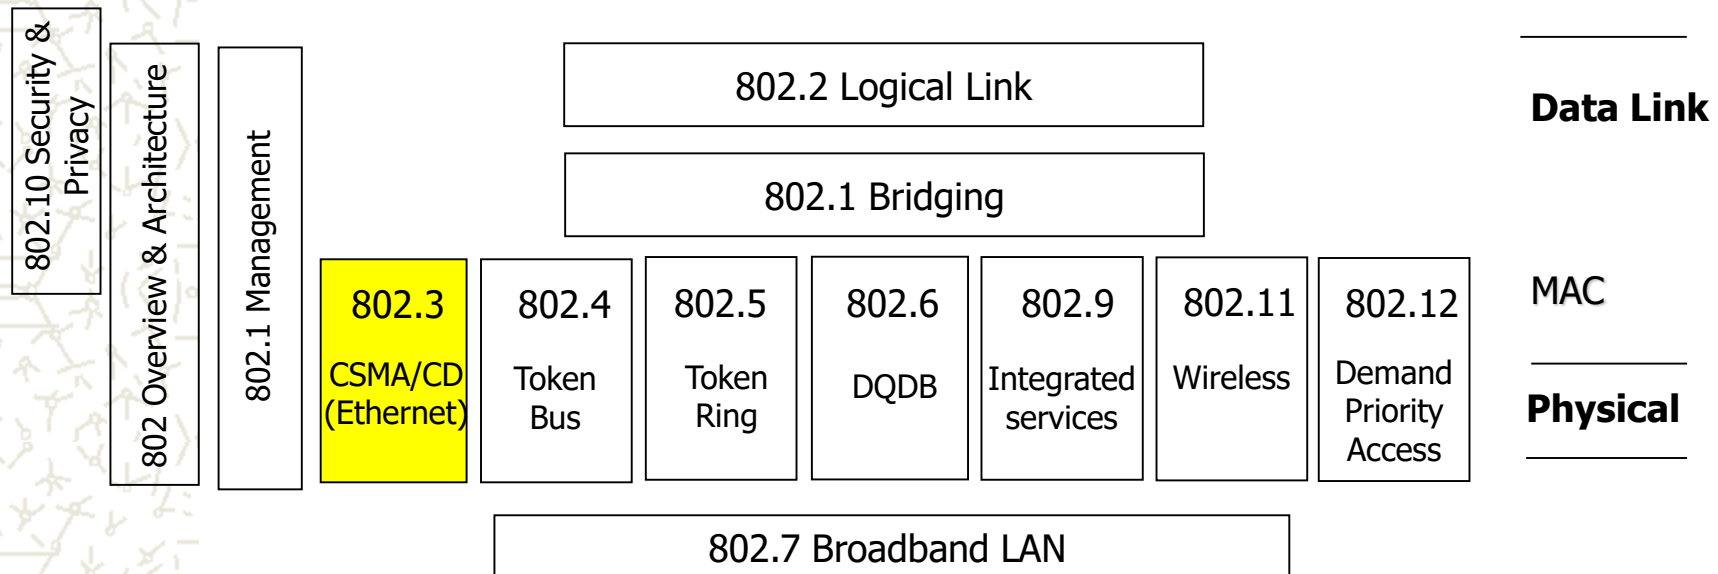 802.10 Security &
Privacy
802 Overview & Architecture
802.1 Management
802.2 Logical Link
802.1 Bridging
Data Link
802.3
CSMA/CD
(Ethernet)
802.4
Token
Bus
802.5
Token
Ring
802.6
DQDB
802.9
Integrated
services
802.11
Wireless
802.12
Demand
Priority
Access
MAC
Physical
802.7 Broadband LAN